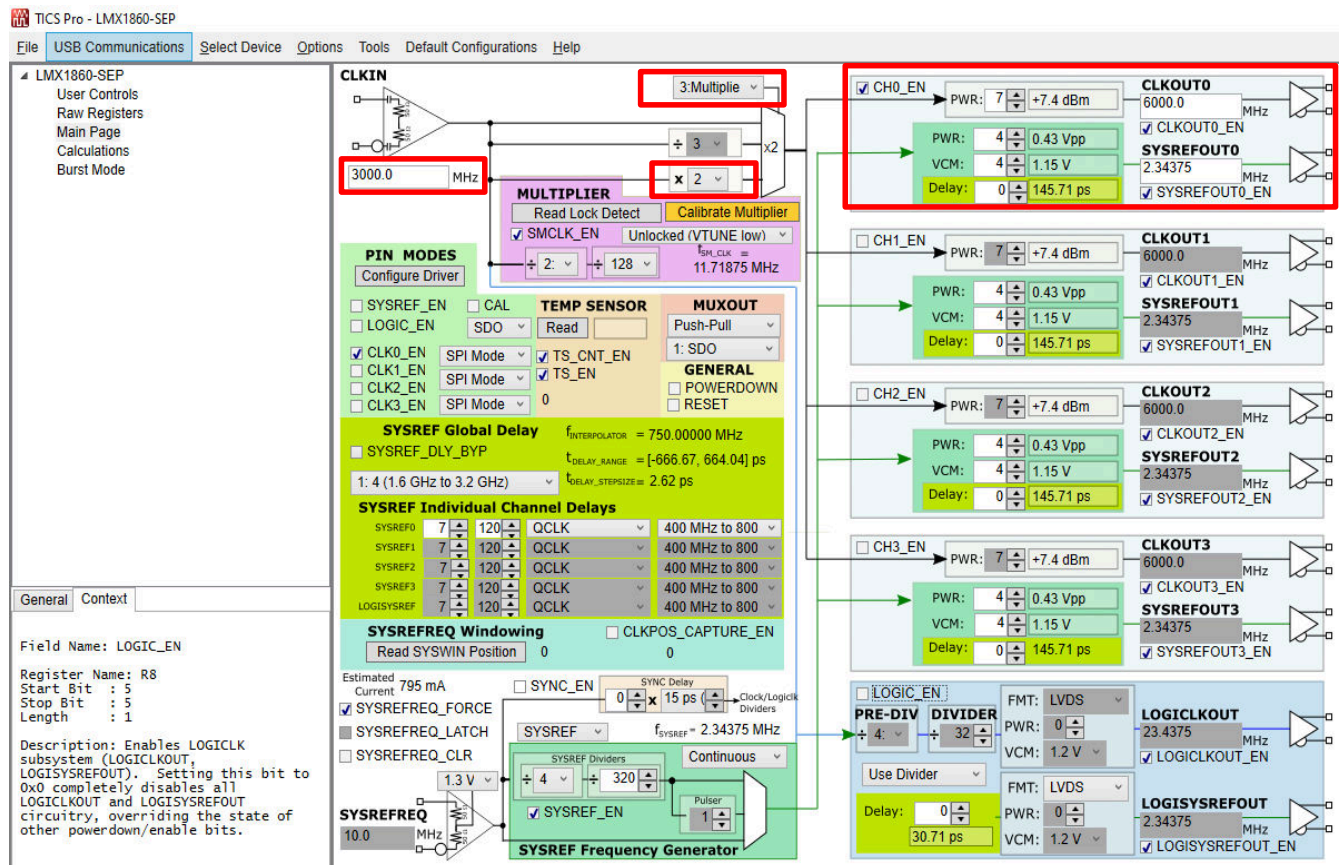 TICS Pro - LMX1860-SEP
File USB Communications Select Device Options Tools Default Configurations Help
LMX1860-SEP
User Controls
Raw Registers
Main Page
Calculations
Burst Mode
General Context
Field Name: LOGIC_EN
Register Name: R8
Start Bit : 5
Stop Bit : 5
Length : 1
Description: Enables LOGICLK
subsystem (LOGICLKOUT,
LOGISYSREFOUT). Setting this bit to
0x0 completely disables all
LOGICLKOUT and LOGISYSREFOUT
circuitry, overriding the state of
other powerdown/enable bits.
CLKIN
50 Ω
50 Ω
3000.0 MHz
3:Multiplie
÷ 3
x2
x 2
MULTIPLIER
Read Lock Detect Calibrate Multiplier
SMCLK_EN Unlocked (VTUNE low)
÷ 2: ÷ 128 tSM_CLK =
11.71875 MHz
PIN MODES
Configure Driver
SYSREF_EN CAL
LOGIC_EN SDO
CLK0_EN SPI Mode
CLK1_EN
CLK2_EN SPI Mode
CLK3_EN SPI Mode
TEMP SENSOR
Read
TS_CNT_EN
TS_EN
0
MUXOUT
Push-Pull
1: SDO
GENERAL
POWERDOWN
RESET
SYSREF Global Delay fINTERPOLATOR = 750.00000 MHz
SYSREF_DLY_BYP tDELAY_RANGE = [-666.67, 664.04] ps
1: 4 (1.6 GHz to 3.2 GHz) tDELAY_STEPSIZE = 2.62 ps
SYSREF Individual Channel Delays
SYSREF0 7 120 QCLK 400 MHz to 800
SYSREF1 7 120 QCLK 400 MHz to 800
SYSREF2 7 120 QCLK 400 MHz to 800
SYSREF3 7 120 QCLK 400 MHz to 800
LOGISYSREF 7 120 QCLK 400 MHz to 800
SYSREFREQ Windowing CLKPOS_CAPTURE_EN
Read SYSWIN Position 0 0
Estimated
Current 795 mA
SYSREFREQ_FORCE
SYSREFREQ_LATCH
SYSREFREQ_CLR
SYNC_EN
SYNC Delay
0 x 15 ps (
Clock/Logiclk
Dividers
SYSREF fSYSREF = 2.34375 MHz
SYSREF Dividers Continuous
1.3 V ÷ 4 ÷ 320
SYSREF_EN
Pulser
1
SYSREFREQ
10.0 MHz
50 Ω
50 Ω
SYSREF Frequency Generator
CH0_EN PWR: 7 +7.4 dBm
CLKOUT0
6000.0 MHz
CLKOUT0_EN
PWR: 4 0.43 Vpp
VCM: 4 1.15 V
Delay: 0 145.71 ps
SYSREFOUT0
2.34375 MHz
SYSREFOUT0_EN
CH1_EN PWR: 7 +7.4 dBm
CLKOUT1
6000.0 MHz
CLKOUT1_EN
PWR: 4 0.43 Vpp
VCM: 4 1.15 V
Delay: 0 145.71 ps
SYSREFOUT1
2.34375 MHz
SYSREFOUT1_EN
CH2_EN PWR: 7 +7.4 dBm
CLKOUT2
6000.0 MHz
CLKOUT2_EN
PWR: 4 0.43 Vpp
VCM: 4 1.15 V
Delay: 0 145.71 ps
SYSREFOUT2
2.34375 MHz
SYSREFOUT2_EN
CH3_EN PWR: 7 +7.4 dBm
CLKOUT3
6000.0 MHz
CLKOUT3_EN
PWR: 4 0.43 Vpp
VCM: 4 1.15 V
Delay: 0 145.71 ps
SYSREFOUT3
2.34375 MHz
SYSREFOUT3_EN
LOGIC_EN
PRE-DIV DIVIDER
÷ 4: ÷ 32
FMT: LVDS
PWR: 0
VCM: 1.2 V
LOGICLKOUT
23.4375 MHz
LOGICLKOUT_EN
Use Divider
Delay: 0
30.71 ps
FMT: LVDS
PWR: 0
VCM: 1.2 V
LOGISYSREFOUT
2.34375 MHz
LOGISYSREFOUT_EN